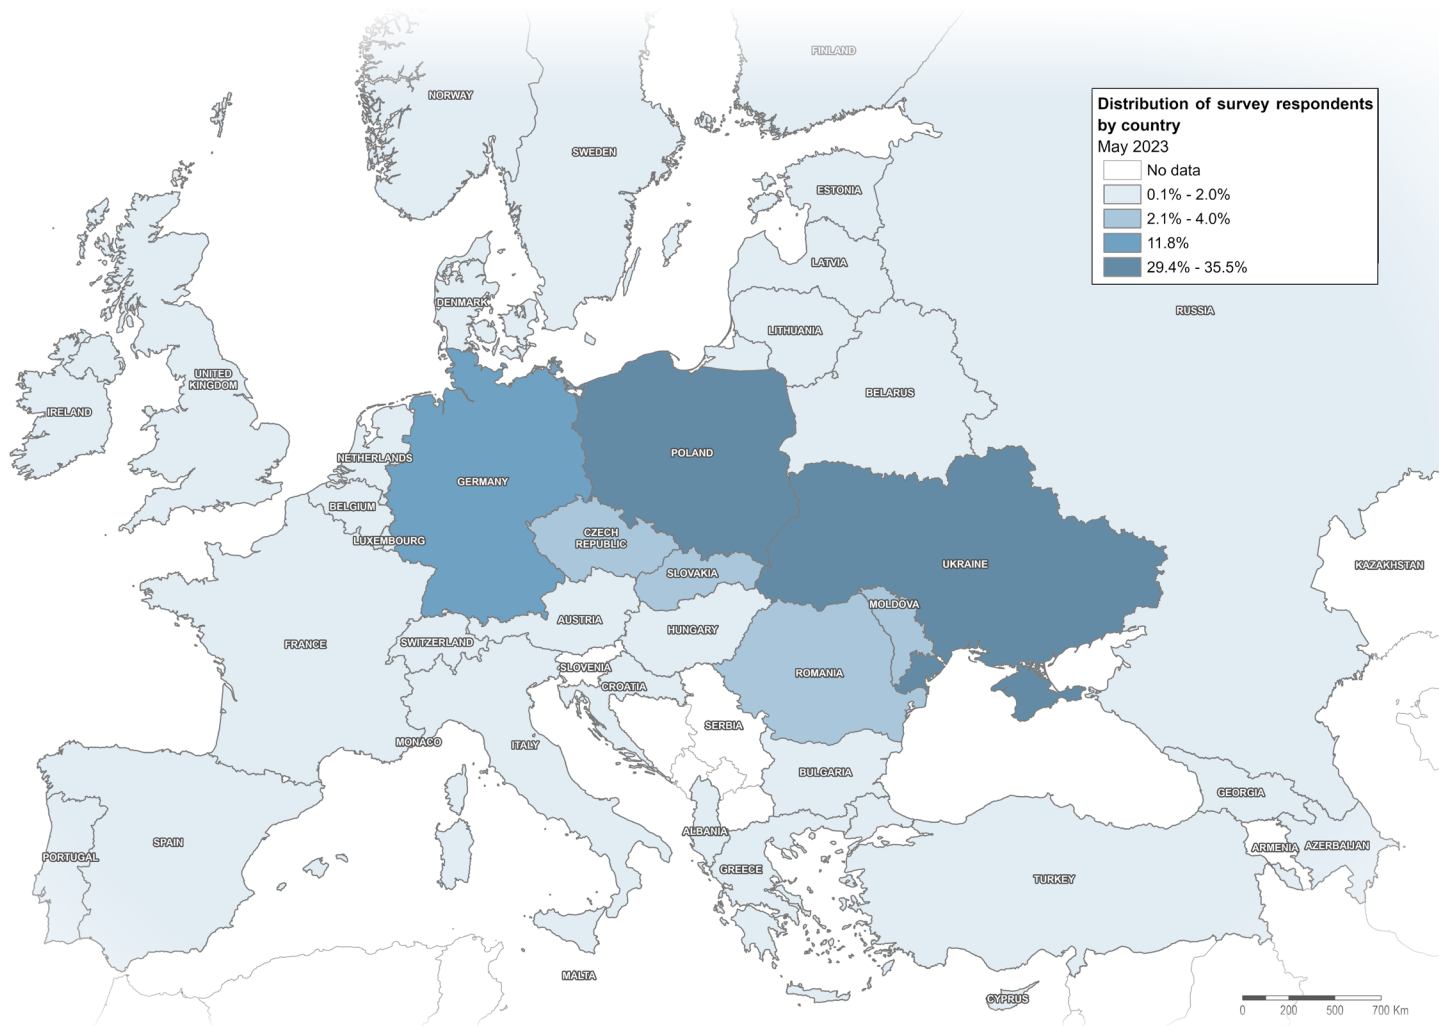 FINLAND
NORWAY
Distribution of survey respondents
by country
May 2023
No data
0.1% - 2.0%
2.1% - 4.0%
11.8%
29.4% - 35.5%
SWEDEN
ESTONIA
LATVIA
DENMARK
RUSSIA
LITHUANIA
UNITED
KINGDOM
BELARUS
IRELAND
POLAND
NETHERLANDS
GERMANY
BELGIUM
CZECH
REPUBLIC
LUXEMBOURG
UKRAINE
KAZAKHSTAN
SLOVAKIA
MOLDOVA
AUSTRIA
HUNGARY
FRANCE
SWITZERLAND
SLOVENIA
ROMANIA
CROATIA
SERBIA
MONACO
ITALY
BULGARIA
GEORGIA
ALBANIA
SPAIN
ARMENIA
AZERBAIJAN
PORTUGAL
GREECE
TURKEY
MALTA
CYPRUS
0 200 500 700 Km